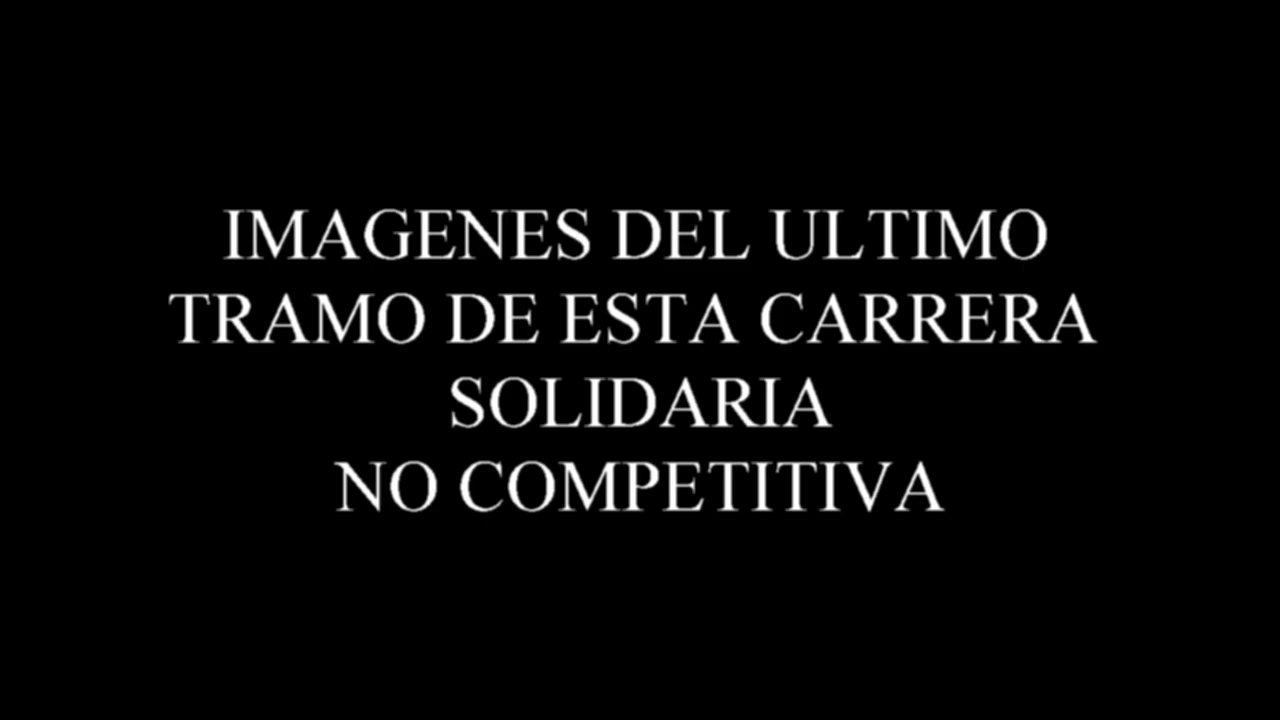 IMAGENES DEL ULTIMO
TRAMO DE ESTA CARRERA
SOLIDARIA
NO COMPETITIVA